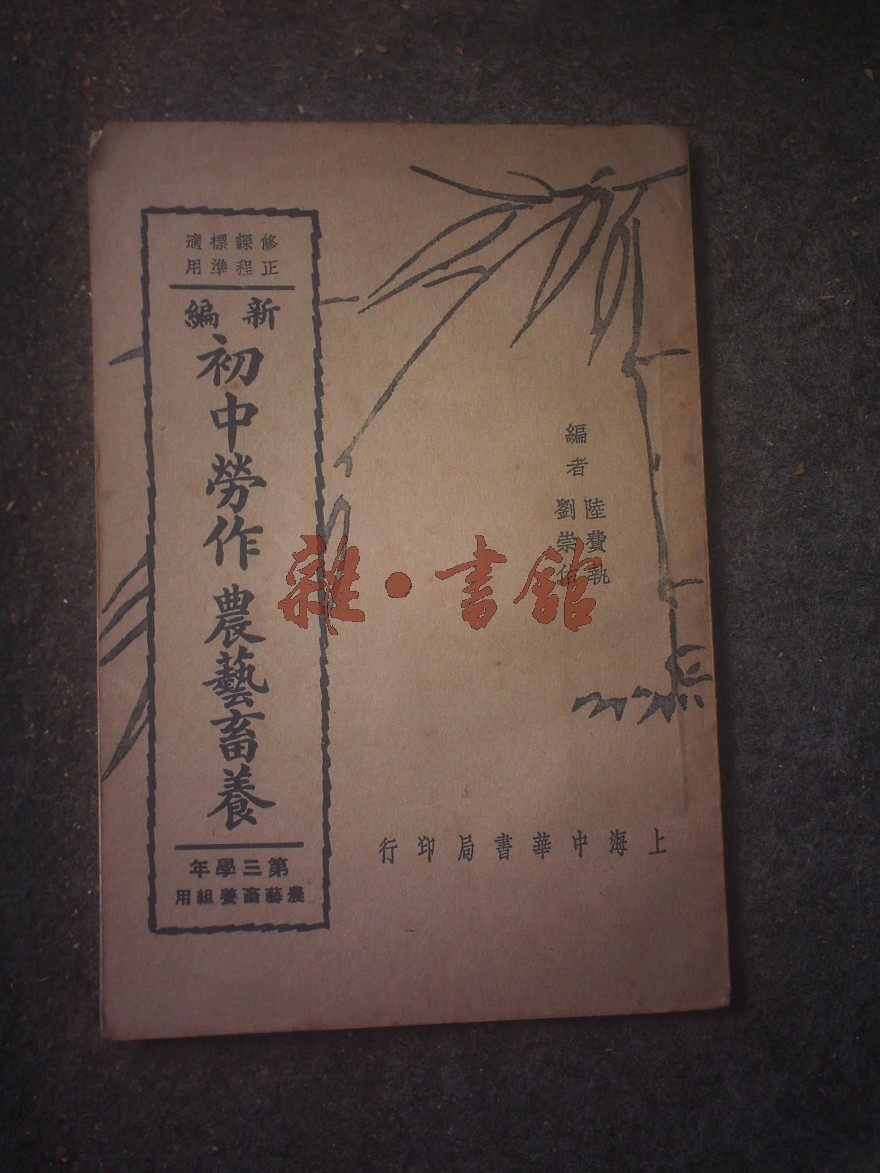 修正課程標準適用
新編
初中勞作農藝畜養
第三學年
農藝畜養組用
編者
陸費執
劉崇佑
上海中華書局印行
雜·書館